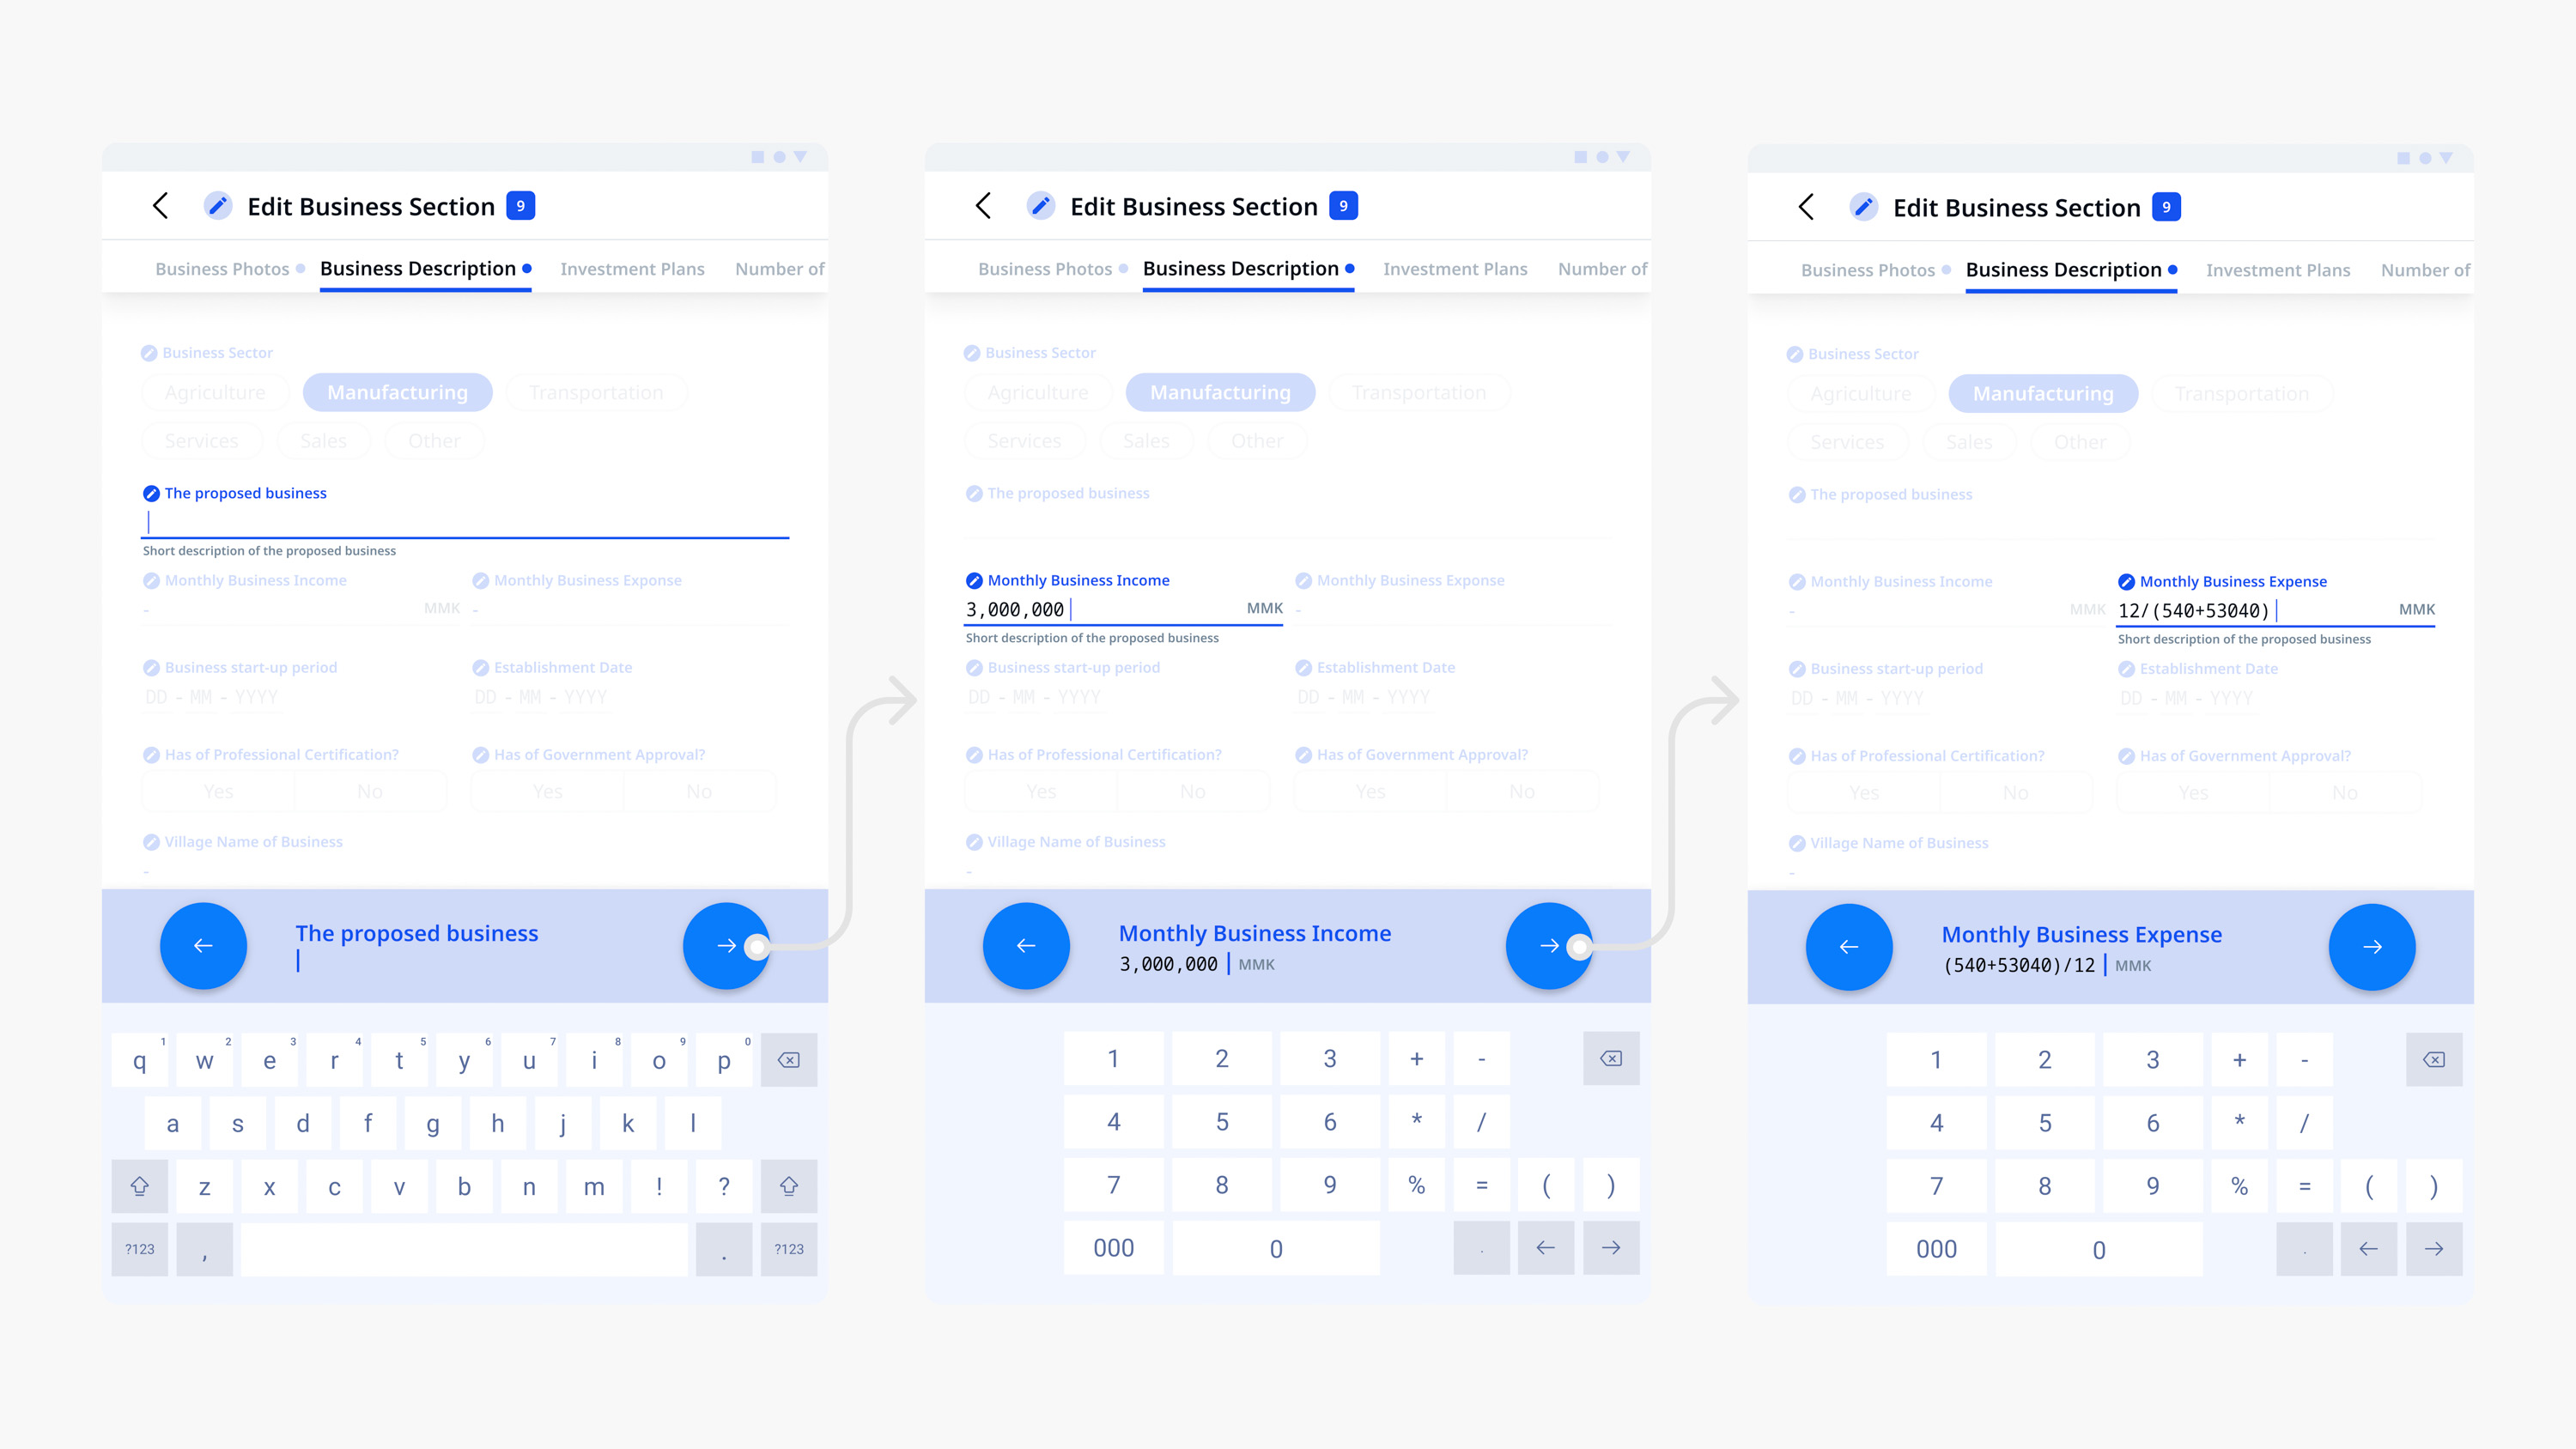 Edit Business Section 9
Business Photos Business Description Investment Plans Number of
Business Sector
Agriculture Manufacturing Transportation
Services Sales Other
The proposed business
Short description of the proposed business
Monthly Business Income Monthly Business Exponse
- MMK -
Business start-up period Establishment Date
DD - MM - YYYY DD - MM - YYYY
Has of Professional Certification? Has of Government Approval?
Yes No Yes No
Village Name of Business
-
The proposed business
q1 w2 e3 r4 t5 y6 u7 i8 o9 p0
a s d f g h j k l
z x c v b n m ! ?
?123 , . ?123
Edit Business Section 9
Business Photos Business Description Investment Plans Number of
Business Sector
Agriculture Manufacturing Transportation
Services Sales Other
The proposed business
Monthly Business Income Monthly Business Exponse
3,000,000 MMK -
Short description of the proposed business
Business start-up period Establishment Date
DD - MM - YYYY DD - MM - YYYY
Has of Professional Certification? Has of Government Approval?
Yes No Yes No
Village Name of Business
-
Monthly Business Income
3,000,000 MMK
1 2 3 + -
4 5 6 * /
7 8 9 % = ( )
000 0 . ← →
Edit Business Section 9
Business Photos Business Description Investment Plans Number of
Business Sector
Agriculture Manufacturing Transportation
Services Sales Other
The proposed business
Monthly Business Income Monthly Business Expense
- MMK 12/(540+53040) MMK
Short description of the proposed business
Business start-up period Establishment Date
DD - MM - YYYY DD - MM - YYYY
Has of Professional Certification? Has of Government Approval?
Yes No Yes No
Village Name of Business
-
Monthly Business Expense
(540+53040)/12 MMK
1 2 3 + -
4 5 6 * /
7 8 9 % = ( )
000 0 . ← →